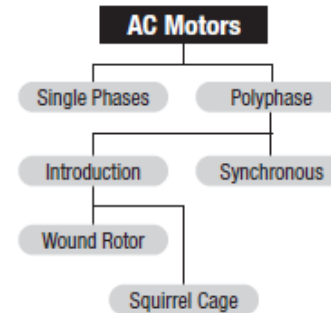 AC Motors
Single Phases
Polyphase
Introduction
Synchronous
Wound Rotor
Squirrel Cage